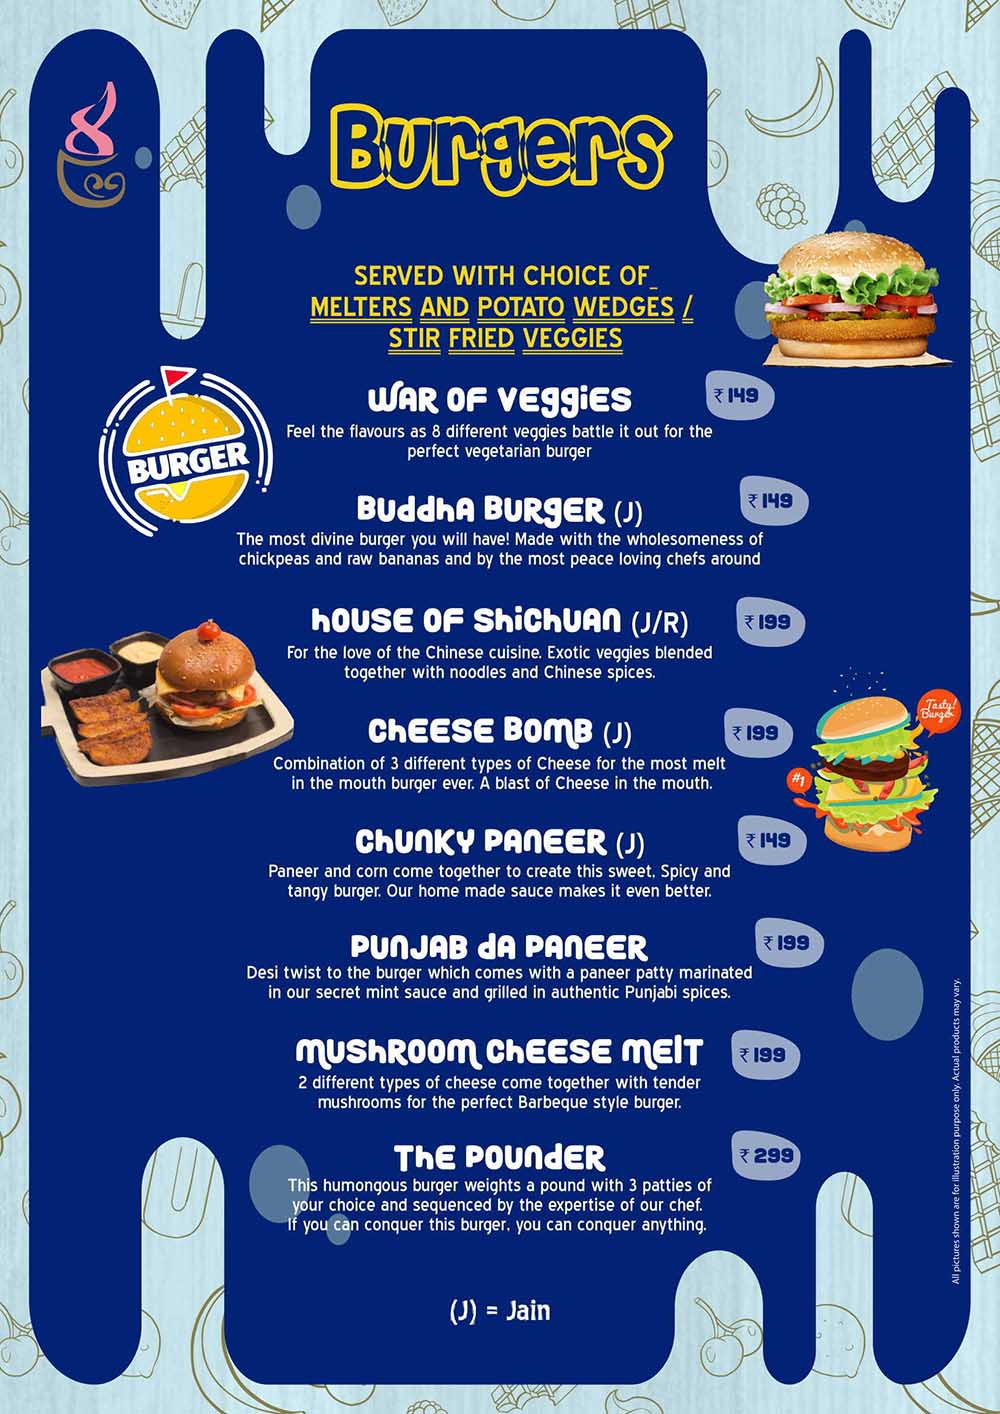 Burgers
SERVED WITH CHOICE OF
MELTERS AND POTATO WEDGES /
STIR FRIED VEGGIES
BURGER
WAR OF VEGGIES ₹ 149
Feel the flavours as 8 different veggies battle it out for the
perfect vegetarian burger
BUDDHA BURGER (J) ₹ 149
The most divine burger you will have! Made with the wholesomeness of
chickpeas and raw bananas and by the most peace loving chefs around
HOUSE OF SHICHUAN (J/R) ₹ 199
For the love of the Chinese cuisine. Exotic veggies blended
together with noodles and Chinese spices.
CHEESE BOMB (J) ₹ 199
Combination of 3 different types of Cheese for the most melt
in the mouth burger ever. A blast of Cheese in the mouth.
Tasty!
Burger
#1
CHUNKY PANEER (J) ₹ 149
Paneer and corn come together to create this sweet, Spicy and
tangy burger. Our home made sauce makes it even better.
PUNJAB DA PANEER ₹ 199
Desi twist to the burger which comes with a paneer patty marinated
in our secret mint sauce and grilled in authentic Punjabi spices.
MUSHROOM CHEESE MELT ₹ 199
2 different types of cheese come together with tender
mushrooms for the perfect Barbeque style burger.
THE POUNDER ₹ 299
This humongous burger weights a pound with 3 patties of
your choice and sequenced by the expertise of our chef.
If you can conquer this burger, you can conquer anything.
(J) = Jain
All pictures shown are for illustration purpose only. Actual products may vary.